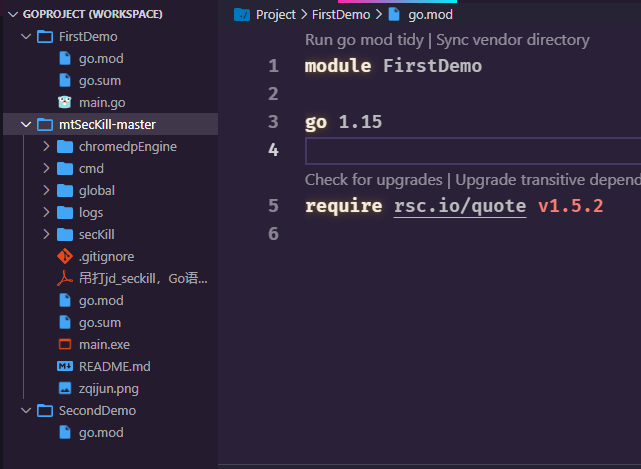 GOPROJECT (WORKSPACE)
FirstDemo
go.mod
go.sum
main.go
mtSecKill-master
chromedpEngine
cmd
global
logs
secKill
.gitignore
吊打jd_seckill，Go语...
go.mod
go.sum
main.exe
README.md
zqijun.png
SecondDemo
go.mod
Project > FirstDemo > go.mod
Run go mod tidy | Sync vendor directory
1 module FirstDemo
2
3 go 1.15
4
Check for upgrades | Upgrade transitive depend
5 require rsc.io/quote v1.5.2
6